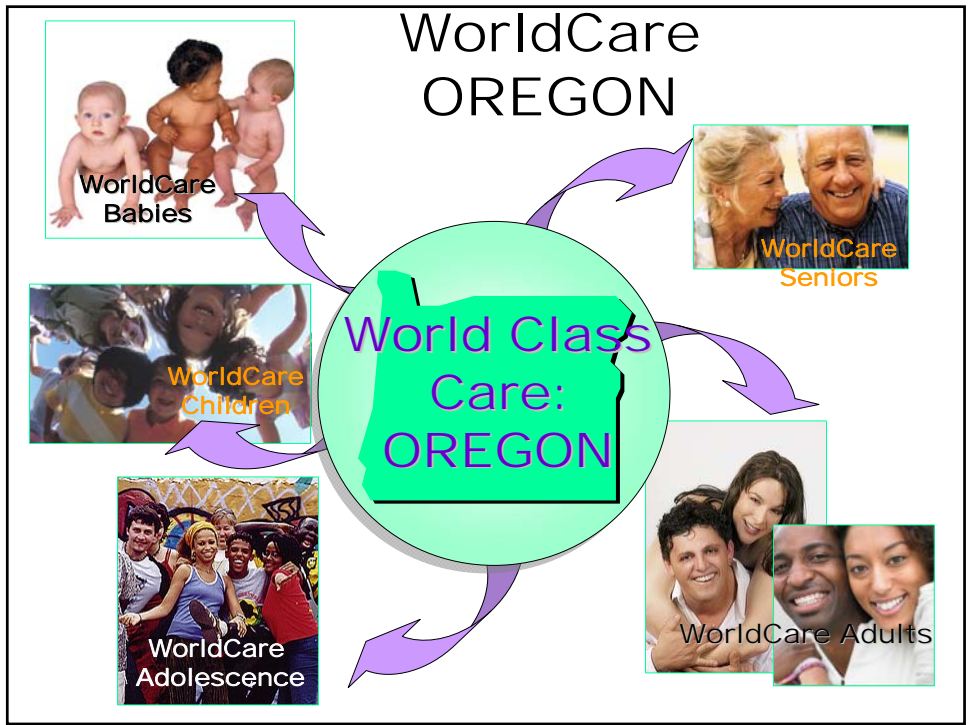 WorldCare
OREGON
WorldCare
Babies
WorldCare
Seniors
WorldCare
Children
World Class
Care:
OREGON
WorldCare
Adolescence
WorldCare Adults